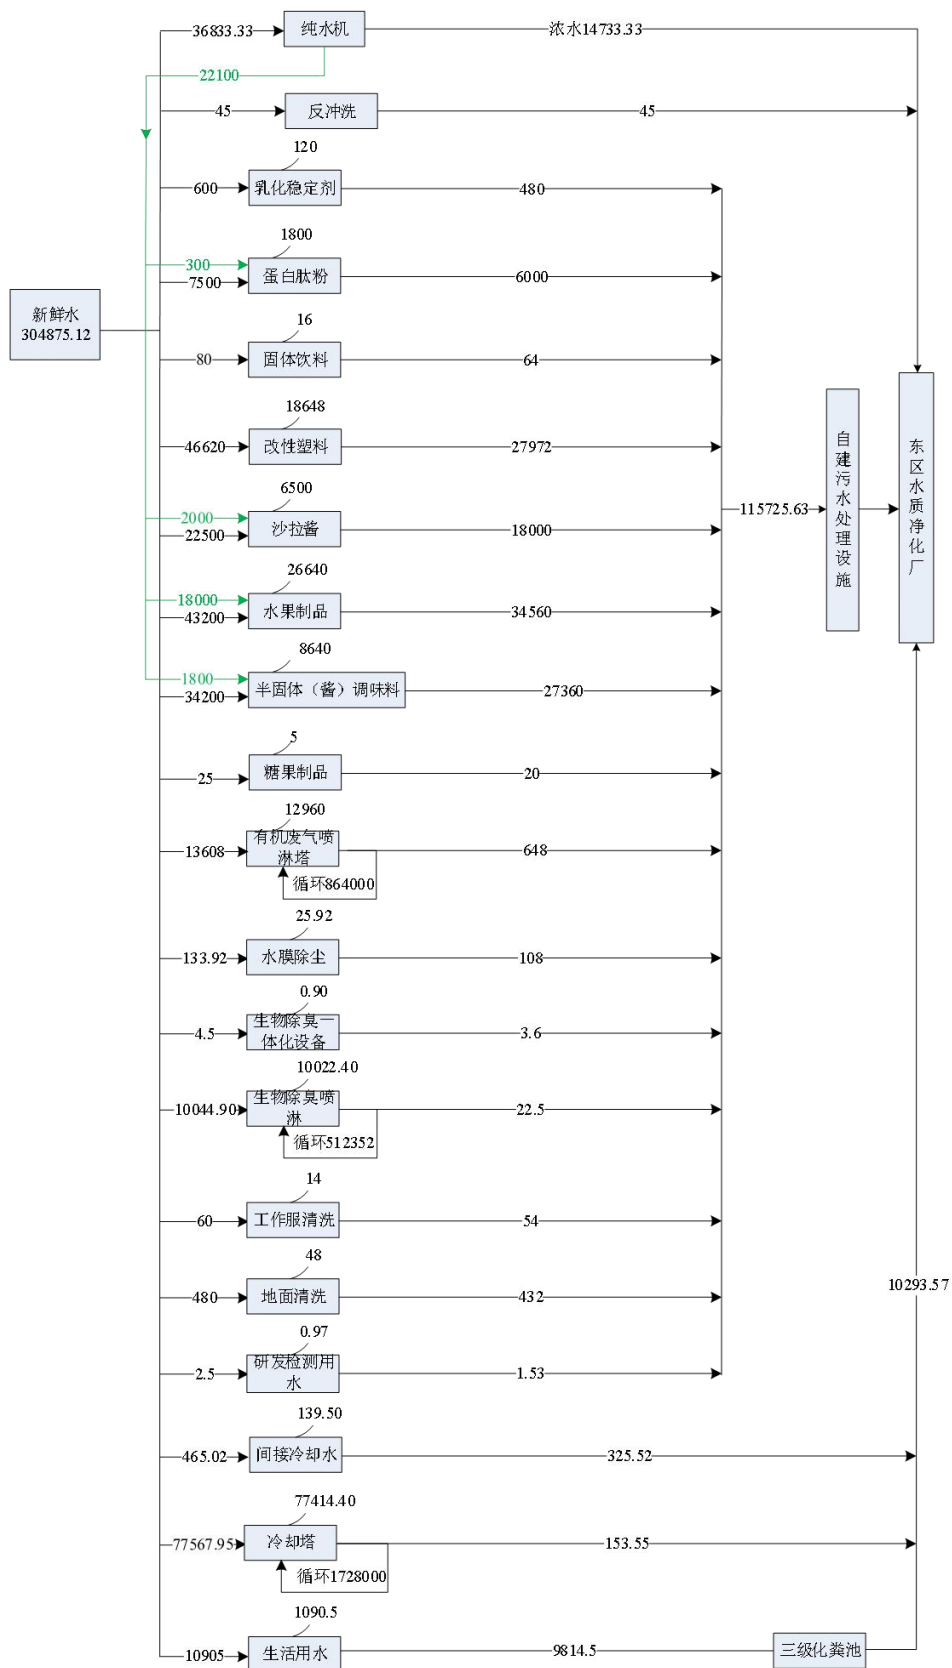 36833.33
纯水机
浓水14733.33
22100
45
反冲洗
45
120
600
乳化稳定剂
480
1800
300
7500
蛋白肽粉
6000
新鲜水
304875.12
16
80
固体饮料
64
18648
46620
改性塑料
27972
自建污水处理设施
东区水质净化厂
6500
2000
22500
沙拉酱
18000
115725.63
26640
18000
43200
水果制品
34560
8640
1800
34200
半固体（酱）调味料
27360
5
25
糖果制品
20
12960
13608
有机废气喷
淋塔
648
循环864000
25.92
133.92
水膜除尘
108
0.90
4.5
生物除臭一
体化设备
3.6
10022.40
10044.90
生物除臭喷
淋
22.5
循环512352
14
60
工作服清洗
54
48
480
地面清洗
432
10293.57
0.97
2.5
研发检测用
水
1.53
139.50
465.02
间接冷却水
325.52
77414.40
77567.95
冷却塔
153.55
循环1728000
1090.5
10905
生活用水
9814.5
三级化粪池